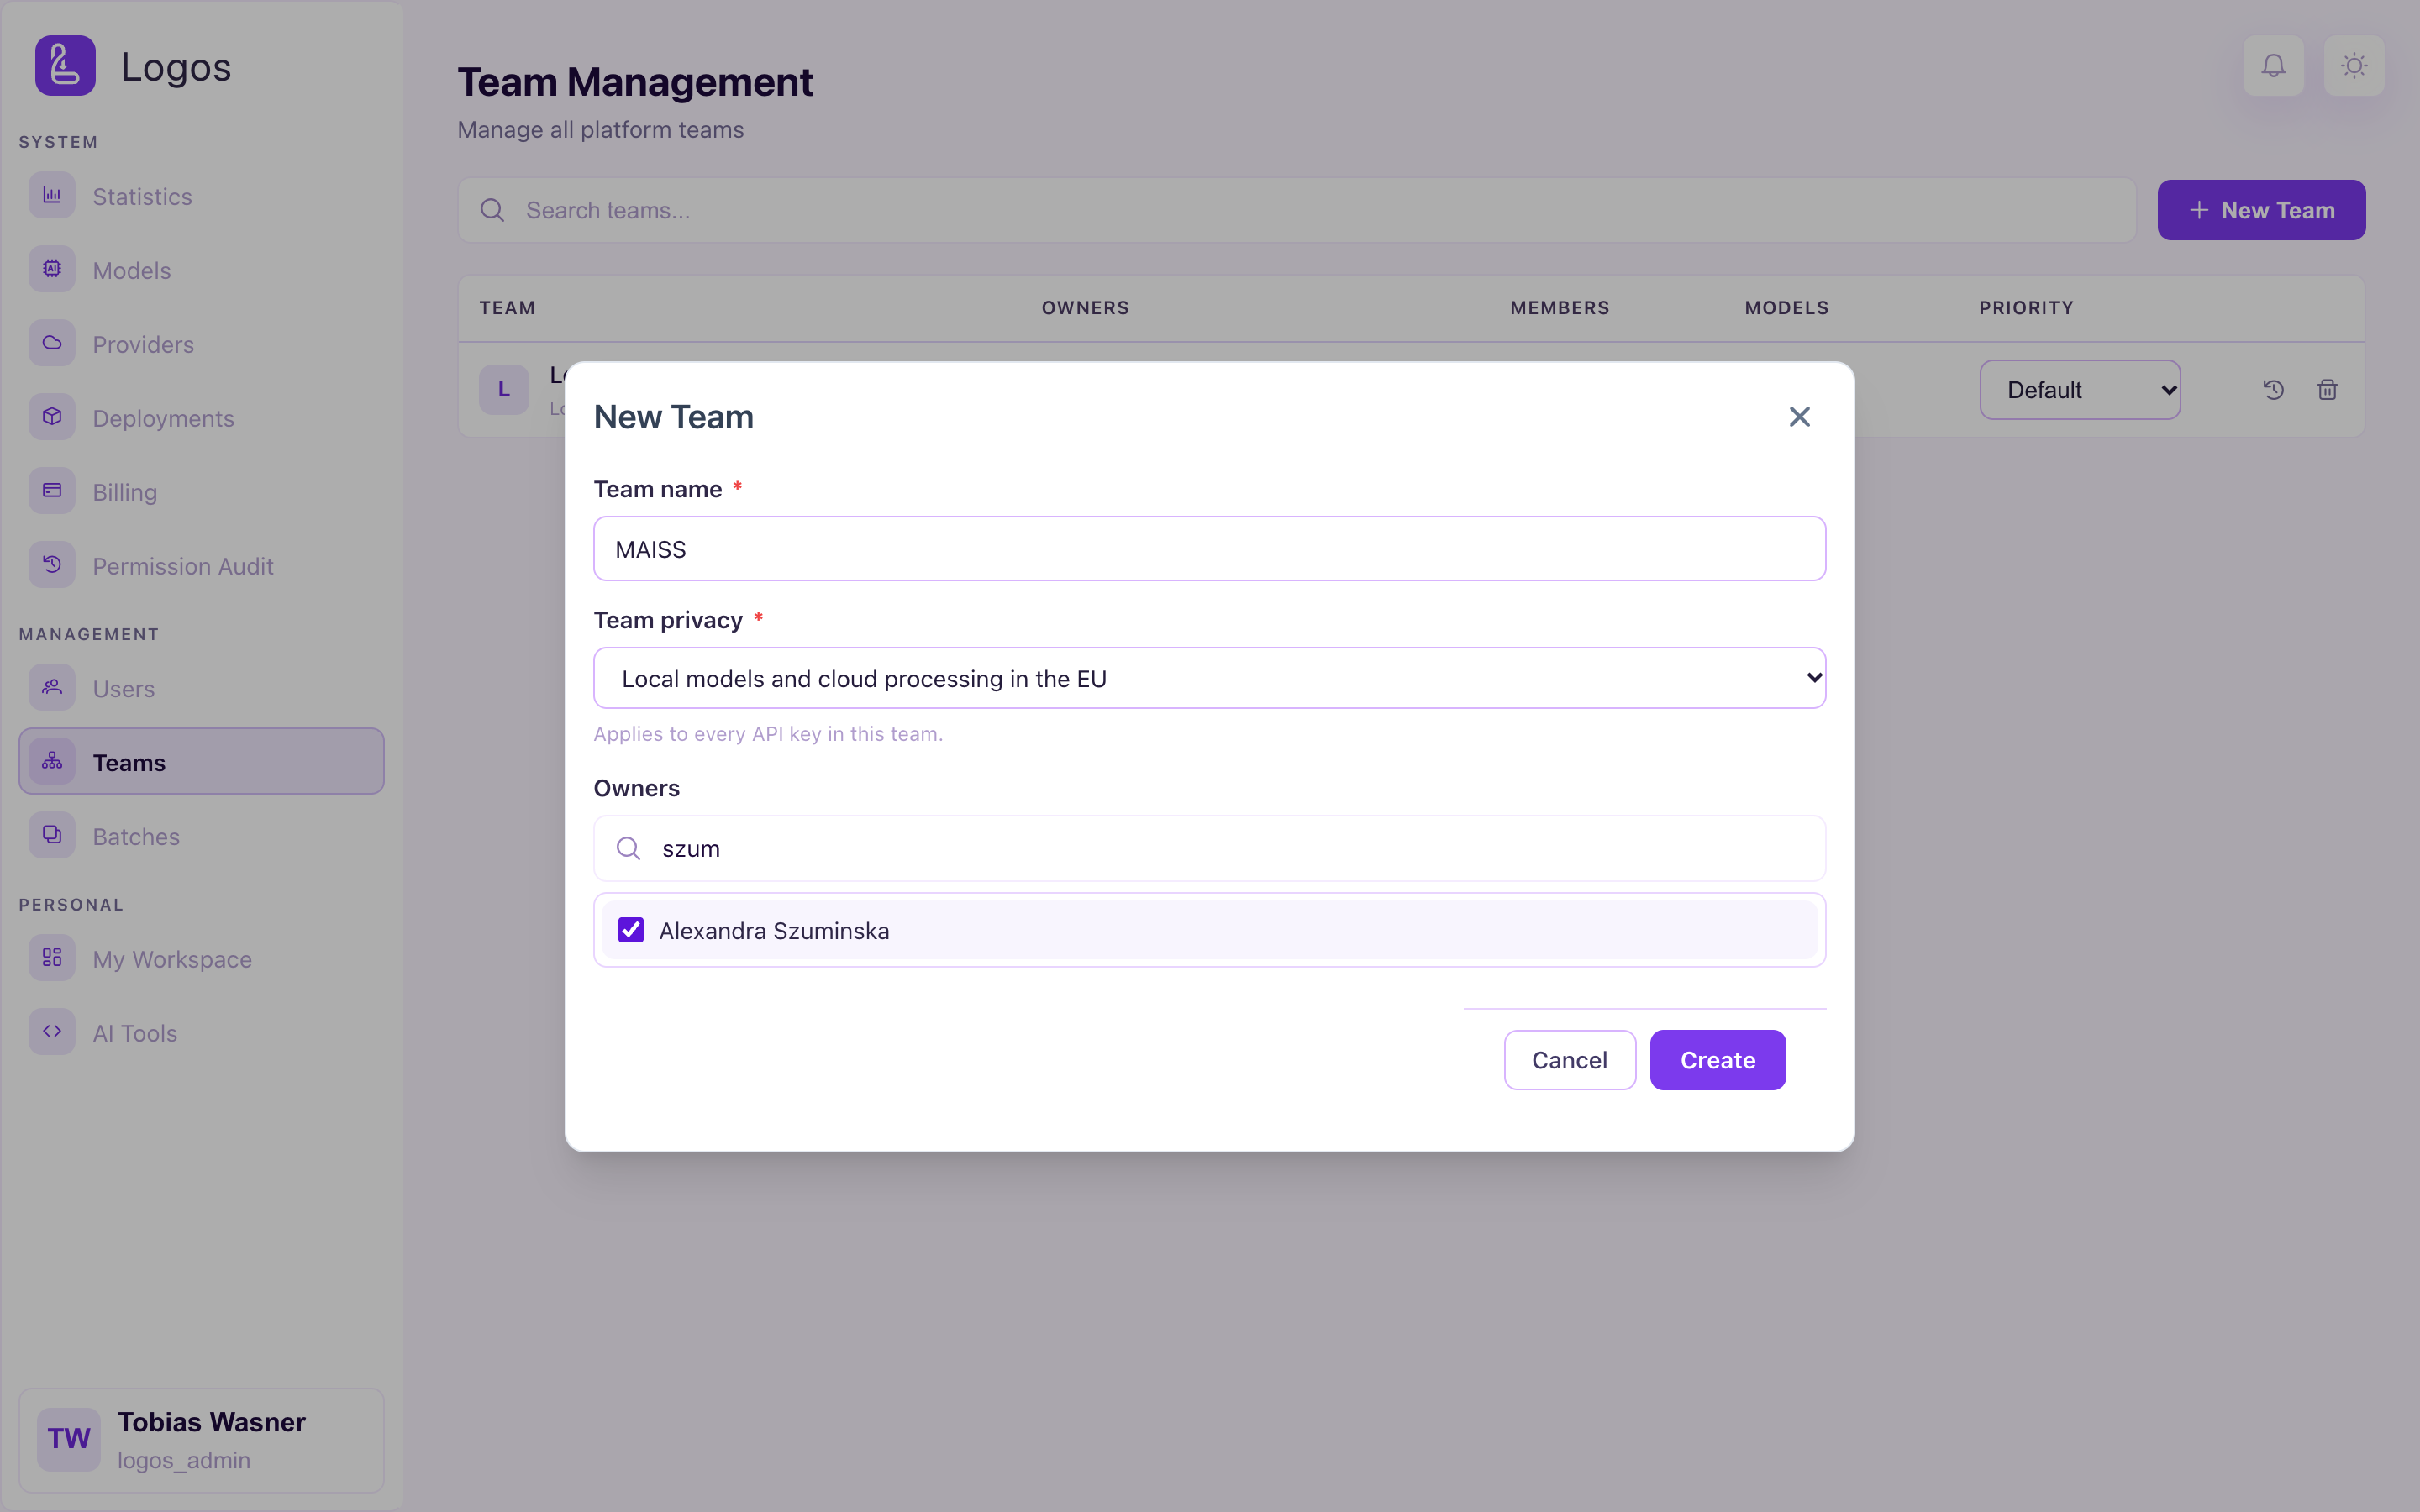 Logos
SYSTEM
Statistics
Models
Providers
Deployments
Billing
Permission Audit
MANAGEMENT
Users
Teams
Batches
PERSONAL
My Workspace
AI Tools
TW
Tobias Wasner
logos_admin
Team Management
Manage all platform teams
Search teams...
New Team
TEAM OWNERS MEMBERS MODELS PRIORITY
L
Default
New Team
Team name *
MAISS
Team privacy *
Local models and cloud processing in the EU
Applies to every API key in this team.
Owners
szum
Alexandra Szuminska
Cancel
Create